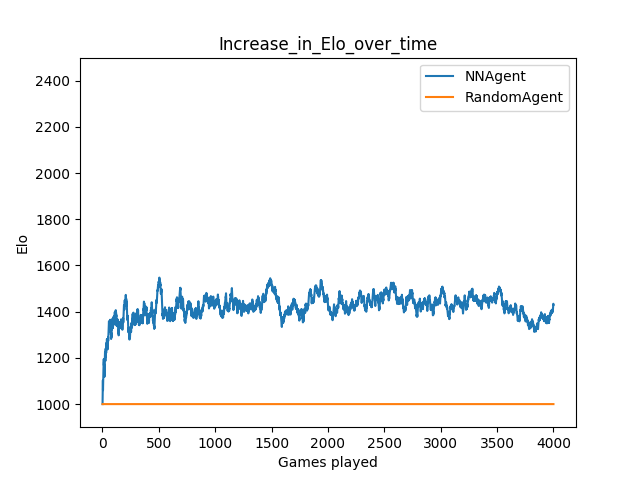 Increase_in_Elo_over_time
NNAgent
RandomAgent
2400
2200
2000
1800
1600
1400
1200
1000
Elo
0 500 1000 1500 2000 2500 3000 3500 4000
Games played